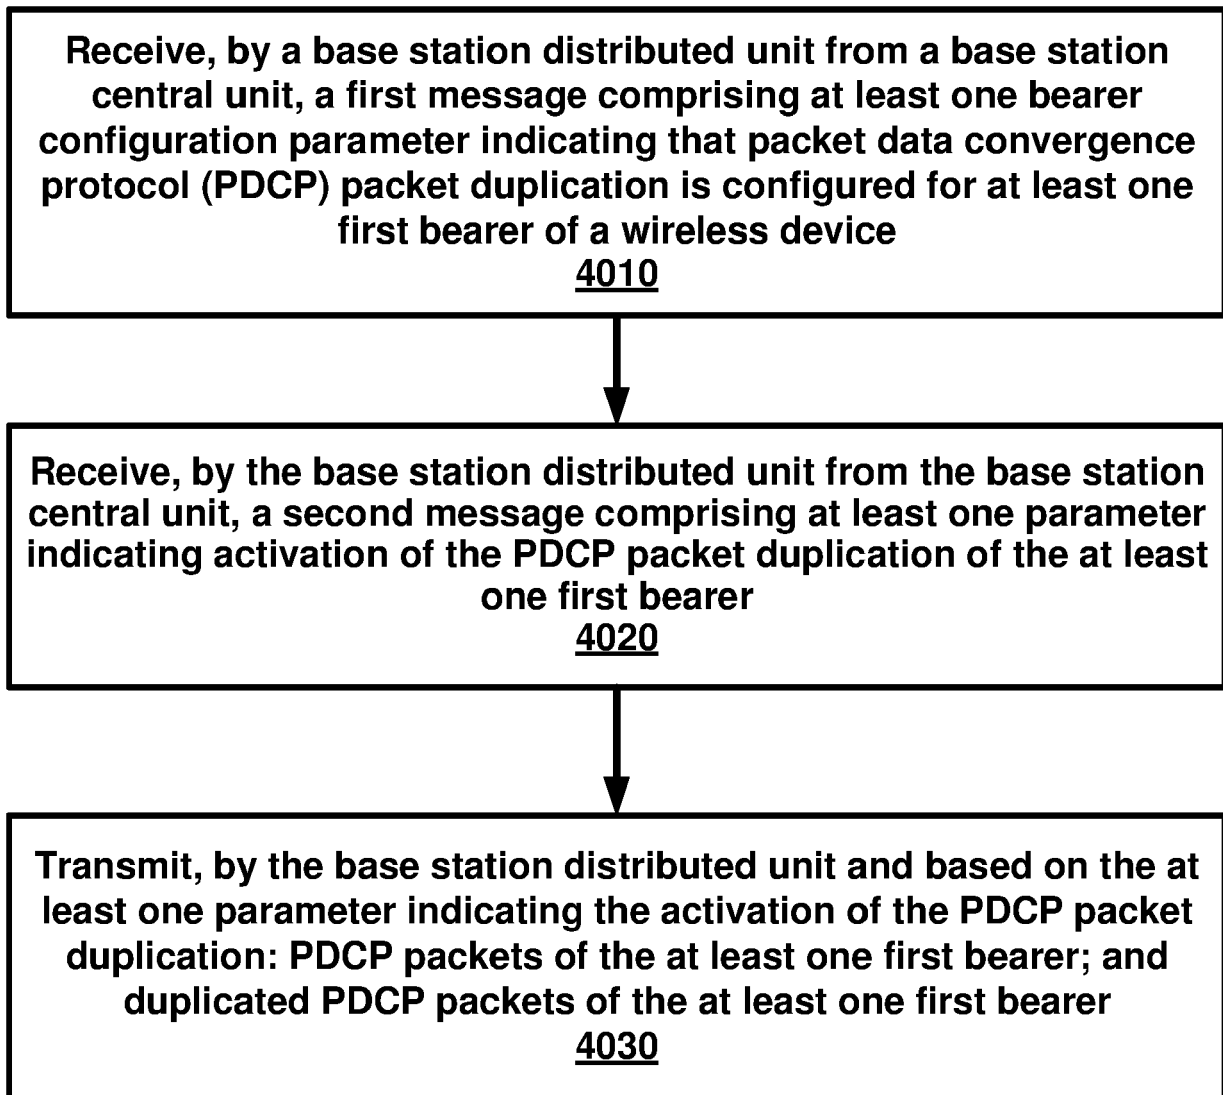 Receive, by a base station distributed unit from a base station
central unit, a first message comprising at least one bearer
configuration parameter indicating that packet data convergence
protocol (PDCP) packet duplication is configured for at least one
first bearer of a wireless device
4010
Receive, by the base station distributed unit from the base station
central unit, a second message comprising at least one parameter
indicating activation of the PDCP packet duplication of the at least
one first bearer
4020
Transmit, by the base station distributed unit and based on the at
least one parameter indicating the activation of the PDCP packet
duplication: PDCP packets of the at least one first bearer; and
duplicated PDCP packets of the at least one first bearer
4030